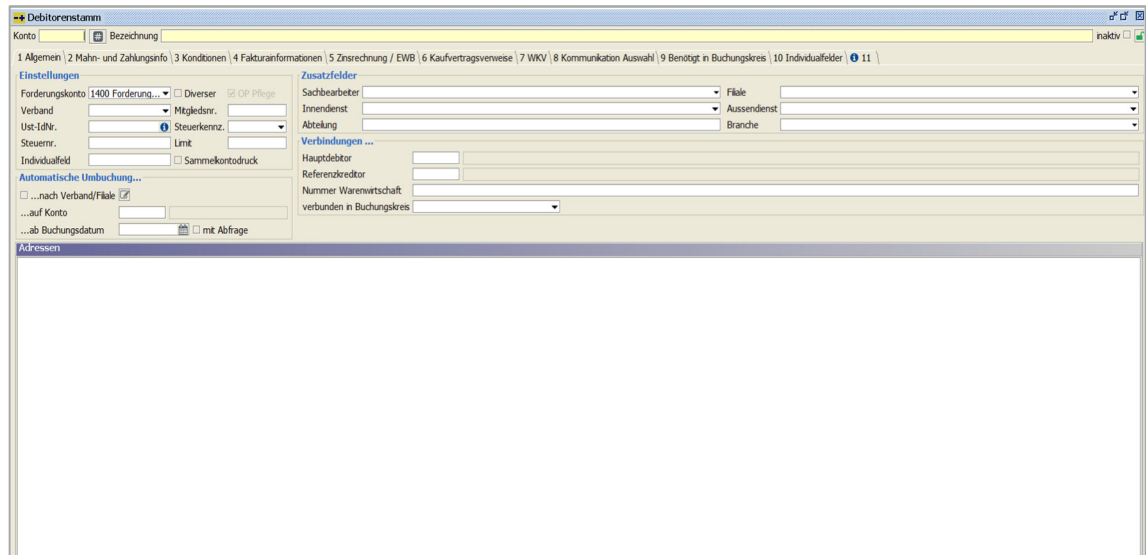 Debitorenstamm
Konto Bezeichnung inaktiv
1 Allgemein 2 Mahn- und Zahlungsinfo 3 Konditionen 4 Fakturainformationen 5 Zinsrechnung / EWB 6 Kaufvertragsverweise 7 WKV 8 Kommunikation Auswahl 9 Benötigt in Buchungskreis 10 Individualfelder 11
Einstellungen
Forderungskonto 1400 Forderung... Diverser OP Pflege
Verband Mitgliedsnr.
Ust-IdNr. Steuerkennz.
Steuernr. Limit
Individualfeld Sammelkontodruck
Automatische Umbuchung...
...nach Verband/Filiale
...auf Konto
...ab Buchungsdatum mit Abfrage
Zusatzfelder
Sachbearbeiter Filiale
Innendienst Aussendienst
Abteilung Branche
Verbindungen ...
Hauptdebitor
Referenzkreditor
Nummer Warenwirtschaft
verbunden in Buchungskreis
Adressen